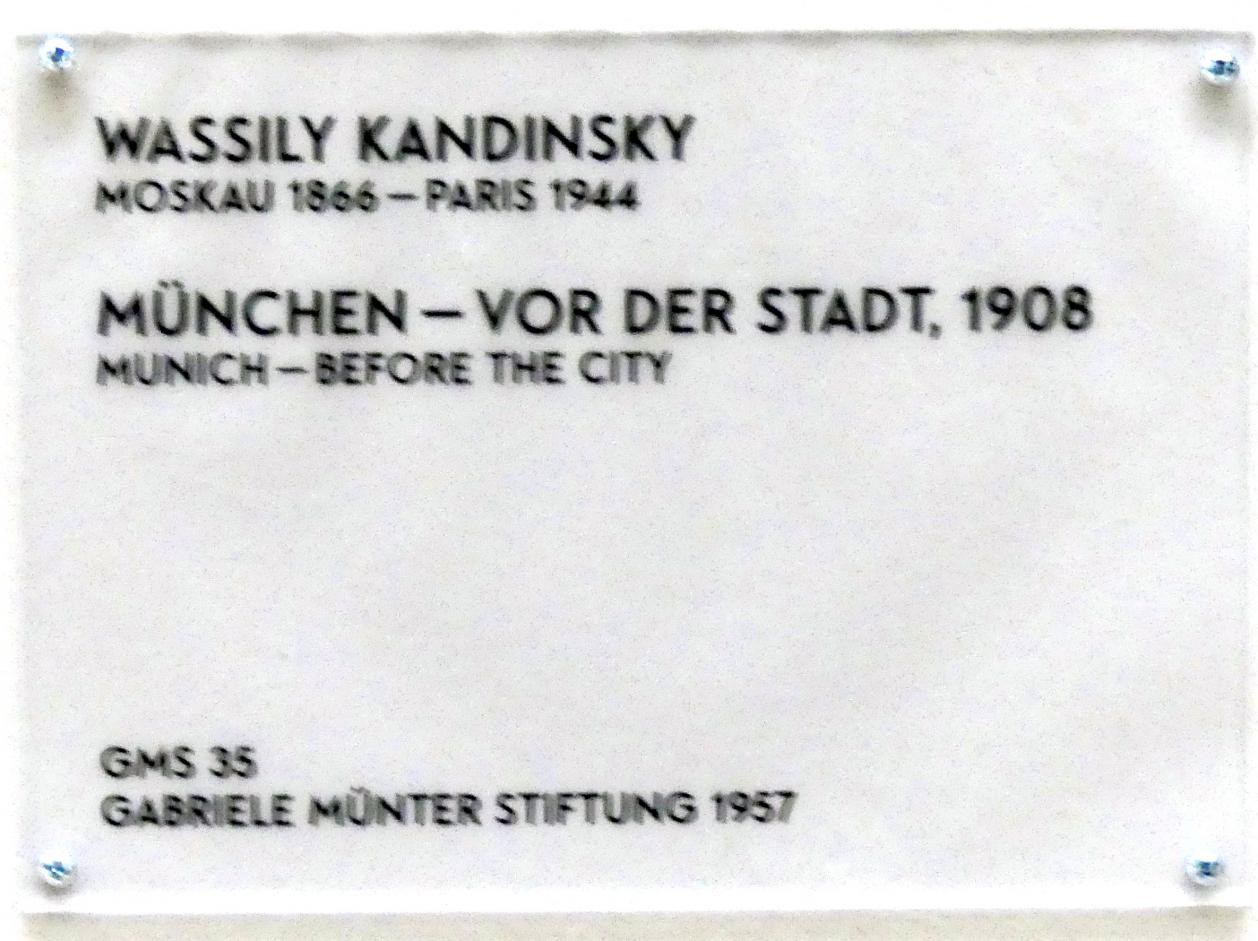 WASSILY KANDINSKY
MOSKAU 1866 – PARIS 1944
MÜNCHEN – VOR DER STADT, 1908
MUNICH – BEFORE THE CITY
GMS 35
GABRIELE MÜNTER STIFTUNG 1957